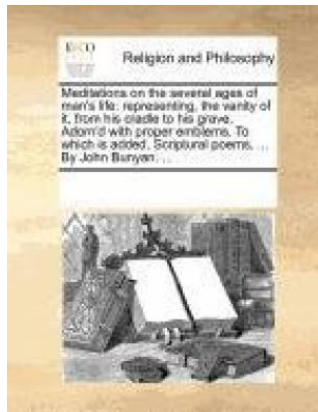 ECCO
Religion and Philosophy
Meditations on the several ages of
man's life: representing, the vanity of
it, from his cradle to his grave.
Adorn'd with proper emblems. To
which is added, Scriptural poems, ...
By John Bunyan. ...